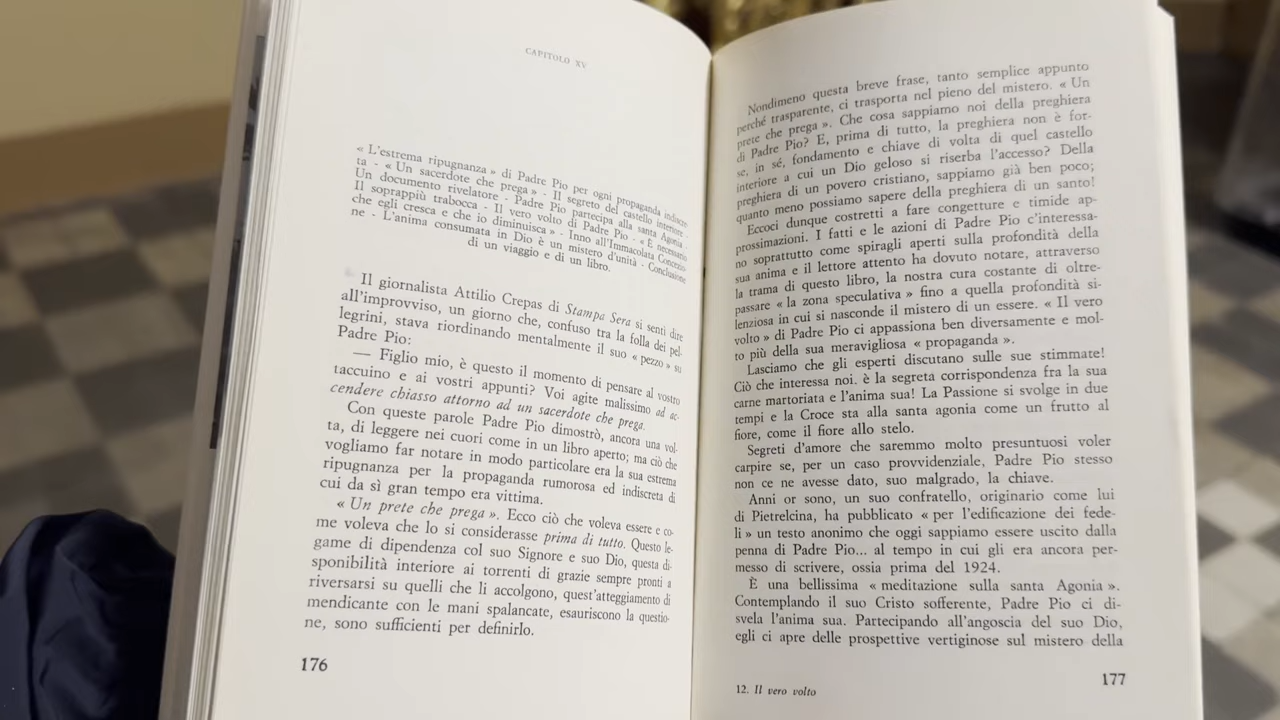 CAPITOLO XV
« L'estrema ripugnanza » di Padre Pio per ogni propaganda indiscre-
ta - « Un sacerdote che prega » - Il segreto del castello interiore -
Un documento rivelatore - Padre Pio partecipa alla santa Agonia -
Il soprappiù trabocca - Il vero volto di Padre Pio - « È necessario
che egli cresca e che io diminuisca » - Inno all'Immacolata Concezio-
ne - L'anima consumata in Dio è un mistero d'unità - Conclusione
di un viaggio e di un libro.
Il giornalista Attilio Crepas di Stampa Sera si sentì dire
all'improvviso, un giorno che, confuso tra la folla dei pel-
legrini, stava riordinando mentalmente il suo « pezzo » su
Padre Pio:
— Figlio mio, è questo il momento di pensare al vostro
taccuino e ai vostri appunti? Voi agite malissimo ad ac-
cendere chiasso attorno ad un sacerdote che prega.
Con queste parole Padre Pio dimostrò, ancora una vol-
ta, di leggere nei cuori come in un libro aperto; ma ciò che
vogliamo far notare in modo particolare era la sua estrema
ripugnanza per la propaganda rumorosa ed indiscreta di
cui da sì gran tempo era vittima.
« Un prete che prega ». Ecco ciò che voleva essere e co-
me voleva che lo si considerasse prima di tutto. Questo le-
game di dipendenza col suo Signore e suo Dio, questa di-
sponibilità interiore ai torrenti di grazie sempre pronti a
riversarsi su quelli che li accolgono, quest'atteggiamento di
mendicante con le mani spalancate, esauriscono la questio-
ne, sono sufficienti per definirlo.
176
Nondimeno questa breve frase, tanto semplice appunto
perché trasparente, ci trasporta nel pieno del mistero. « Un
prete che prega ». Che cosa sappiamo noi della preghiera
di Padre Pio? E, prima di tutto, la preghiera non è for-
se, in sé, fondamento e chiave di volta di quel castello
interiore a cui un Dio geloso si riserba l'accesso? Della
preghiera di un povero cristiano, sappiamo già ben poco;
quanto meno possiamo sapere della preghiera di un santo!
Eccoci dunque costretti a fare congetture e timide ap-
prossimazioni. I fatti e le azioni di Padre Pio c'interessa-
no soprattutto come spiragli aperti sulla profondità della
sua anima e il lettore attento ha dovuto notare, attraverso
la trama di questo libro, la nostra cura costante di oltre-
passare « la zona speculativa » fino a quella profondità si-
lenziosa in cui si nasconde il mistero di un essere. « Il vero
volto » di Padre Pio ci appassiona ben diversamente e mol-
to più della sua meravigliosa « propaganda ».
Lasciamo che gli esperti discutano sulle sue stimmate!
Ciò che interessa noi. è la segreta corrispondenza fra la sua
carne martoriata e l'anima sua! La Passione si svolge in due
tempi e la Croce sta alla santa agonia come un frutto al
fiore, come il fiore allo stelo.
Segreti d'amore che saremmo molto presuntuosi voler
carpire se, per un caso provvidenziale, Padre Pio stesso
non ce ne avesse dato, suo malgrado, la chiave.
Anni or sono, un suo confratello, originario come lui
di Pietrelcina, ha pubblicato « per l'edificazione dei fede-
li » un testo anonimo che oggi sappiamo essere uscito dalla
penna di Padre Pio... al tempo in cui gli era ancora per-
messo di scrivere, ossia prima del 1924.
È una bellissima « meditazione sulla santa Agonia ».
Contemplando il suo Cristo sofferente, Padre Pio ci di-
svela l'anima sua. Partecipando all'angoscia del suo Dio,
egli ci apre delle prospettive vertiginose sul mistero della
12. Il vero volto
177